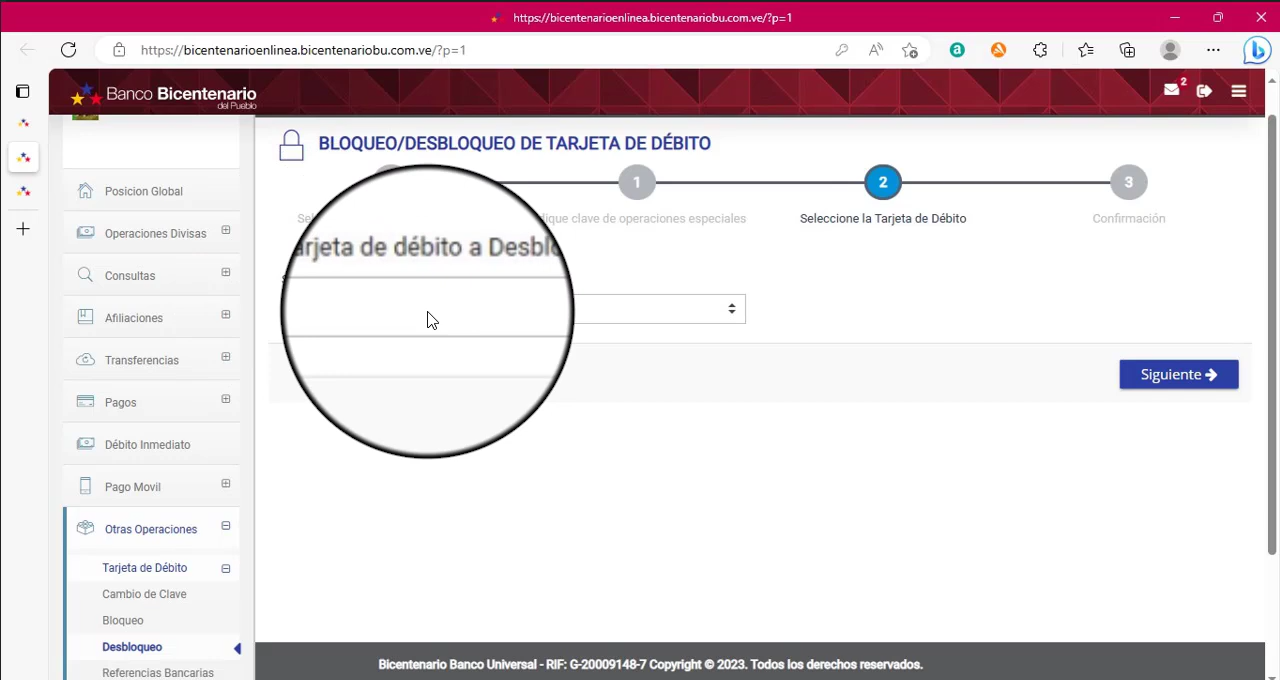 https://bicentenarioenlinea.bicentenariobu.com.ve/?p=1
https://bicentenarioenlinea.bicentenariobu.com.ve/?p=1
Banco Bicentenario
del Pueblo
2
BLOQUEO/DESBLOQUEO DE TARJETA DE DÉBITO
1
2
3
dique clave de operaciones especiales
Seleccione la Tarjeta de Débito
Confirmación
arjeta de débito a Desblo
Siguiente
Posicion Global
Operaciones Divisas
Consultas
Afiliaciones
Transferencias
Pagos
Débito Inmediato
Pago Movil
Otras Operaciones
Tarjeta de Débito
Cambio de Clave
Bloqueo
Desbloqueo
Referencias Bancarias
Bicentenario Banco Universal - RIF: G-20009148-7 Copyright © 2023. Todos los derechos reservados.